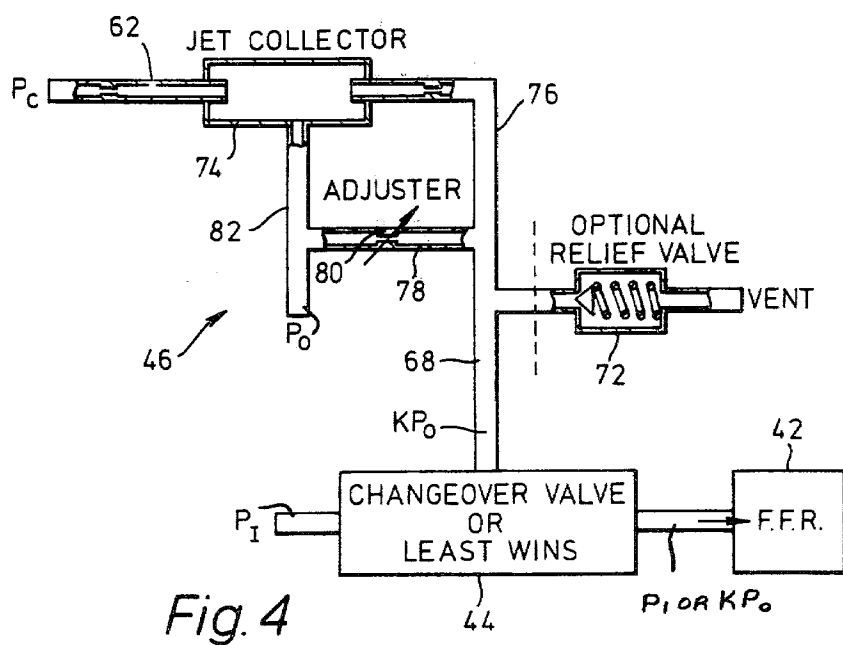 62
JET COLLECTOR
Pc
74
76
82
ADJUSTER
80
78
OPTIONAL
RELIEF VALVE
VENT
72
46
Po
68
KPo
42
PI
CHANGEOVER VALVE
OR
LEAST WINS
F.F.R.
44
P1 OR KPo
Fig. 4